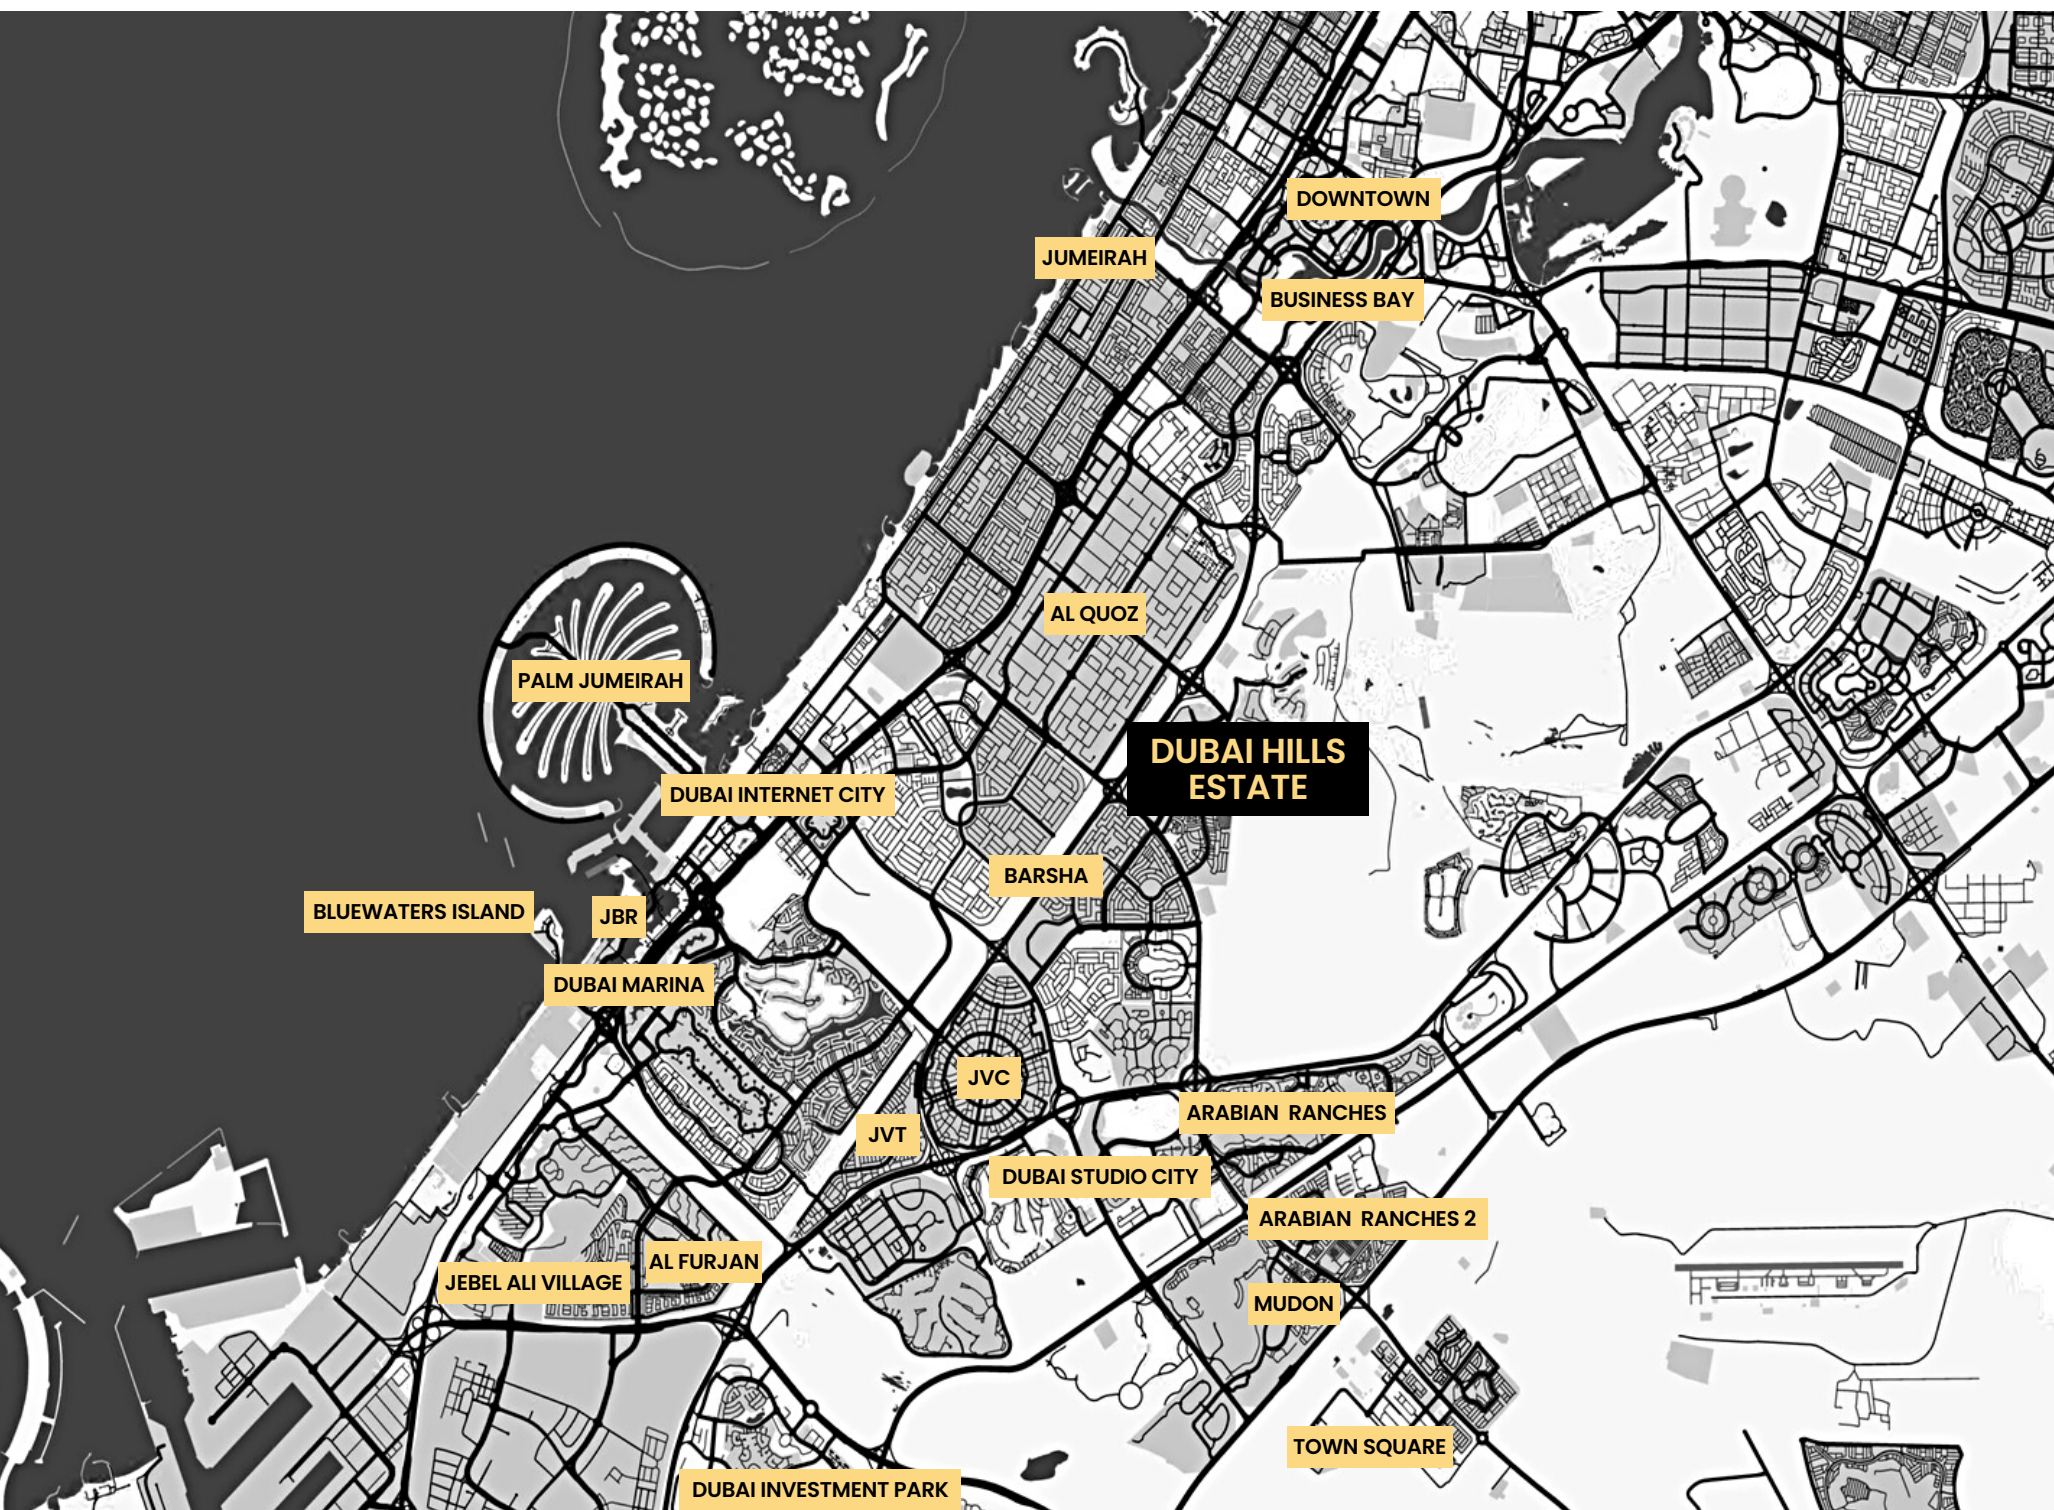 DOWNTOWN
JUMEIRAH
BUSINESS BAY
AL QUOZ
PALM JUMEIRAH
DUBAI HILLS
ESTATE
DUBAI INTERNET CITY
BARSHA
BLUEWATERS ISLAND
JBR
DUBAI MARINA
JVC
ARABIAN RANCHES
JVT
DUBAI STUDIO CITY
ARABIAN RANCHES 2
AL FURJAN
JEBEL ALI VILLAGE
MUDON
TOWN SQUARE
DUBAI INVESTMENT PARK